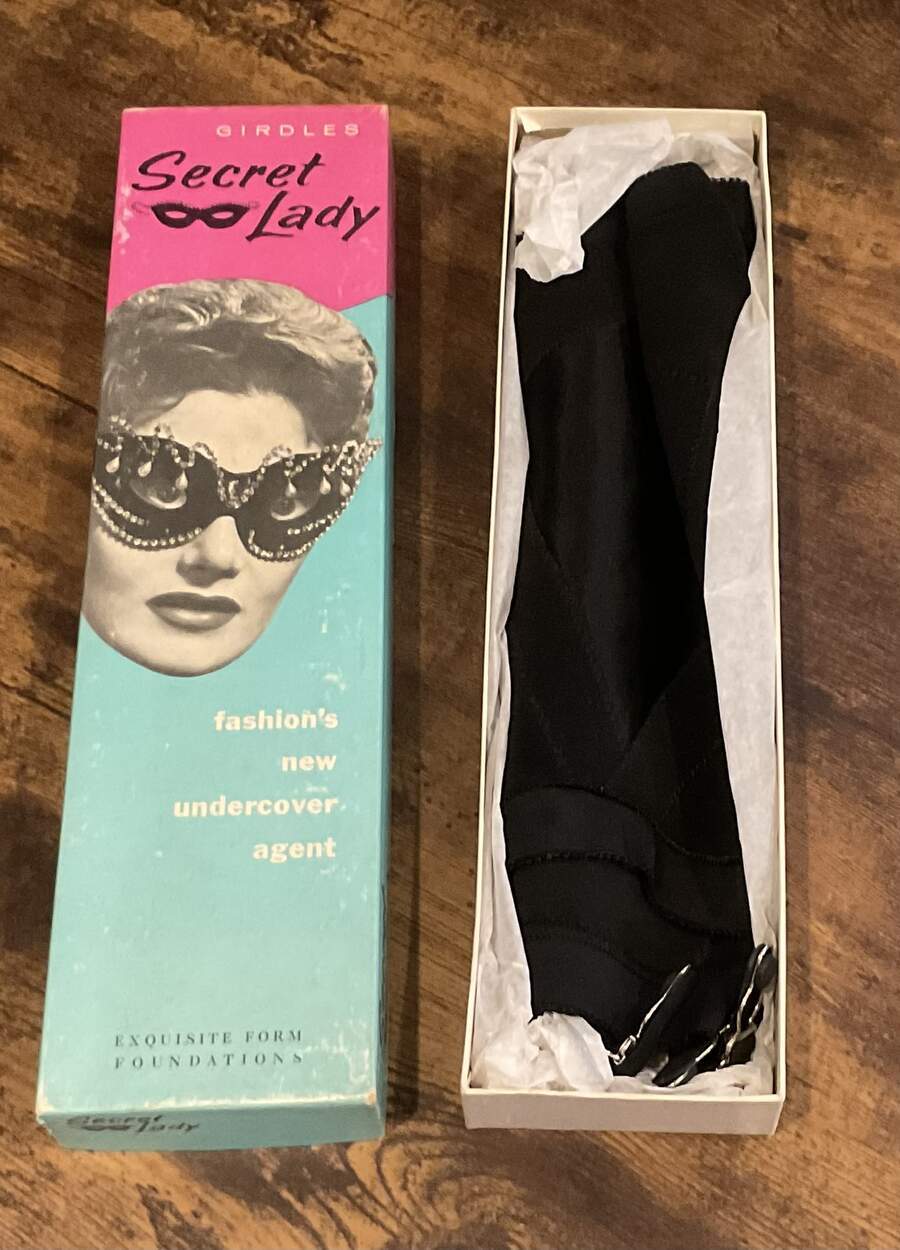 GIRDLES
Secret
Lady
fashion's
new
undercover
agent
EXQUISITE FORM
FOUNDATIONS
Secret
Lady